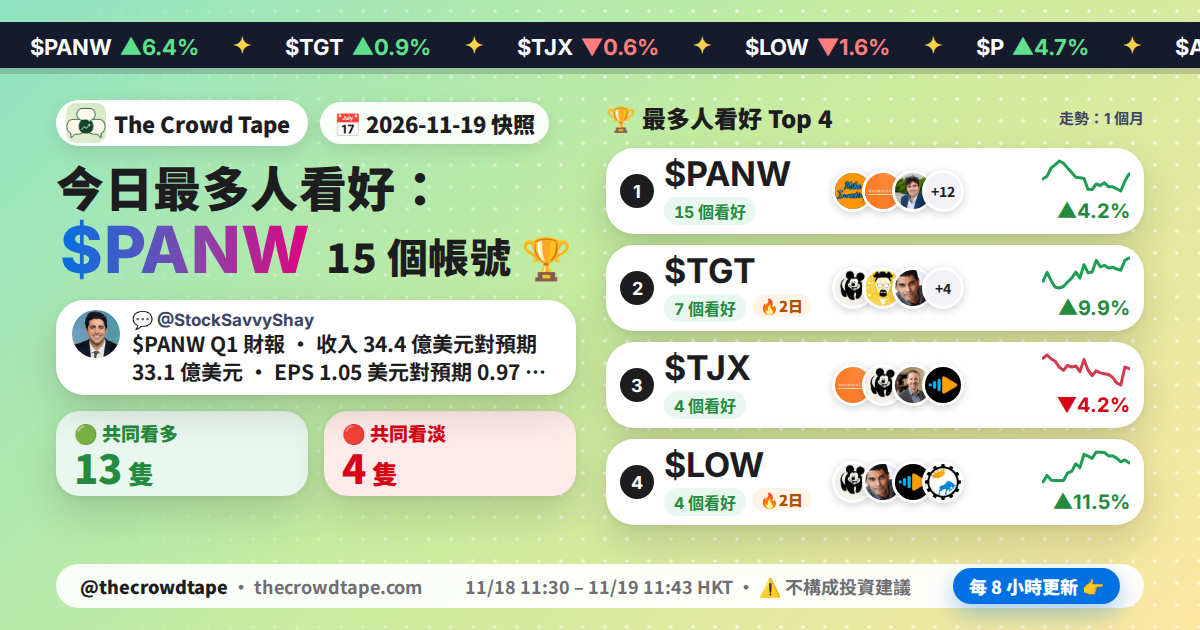 $PANW ▲6.4% ✦ $TGT ▲0.9% ✦ $TJX ▼0.6% ✦ $LOW ▼1.6% ✦ $P ▲4.7% ✦
The Crowd Tape
📅 2026-11-19 快照
今日最多人看好：
$PANW 15 個帳號 🏆
💬 @StockSavvyShay
$PANW Q1 財報 • 收入 34.4 億美元對預期
33.1 億美元 • EPS 1.05 美元對預期 0.97 …
🟢 共同看多
13 隻
🔴 共同看淡
4 隻
🏆 最多人看好 Top 4
走勢：1 個月
1 $PANW
15 個看好
+12
▲4.2%
2 $TGT
7 個看好 🔥2日
+4
▲9.9%
3 $TJX
4 個看好
▼4.2%
4 $LOW
4 個看好 🔥2日
▲11.5%
@thecrowdtape • thecrowdtape.com
11/18 11:30 – 11/19 11:43 HKT • ⚠️ 不構成投資建議
每 8 小時更新 👉